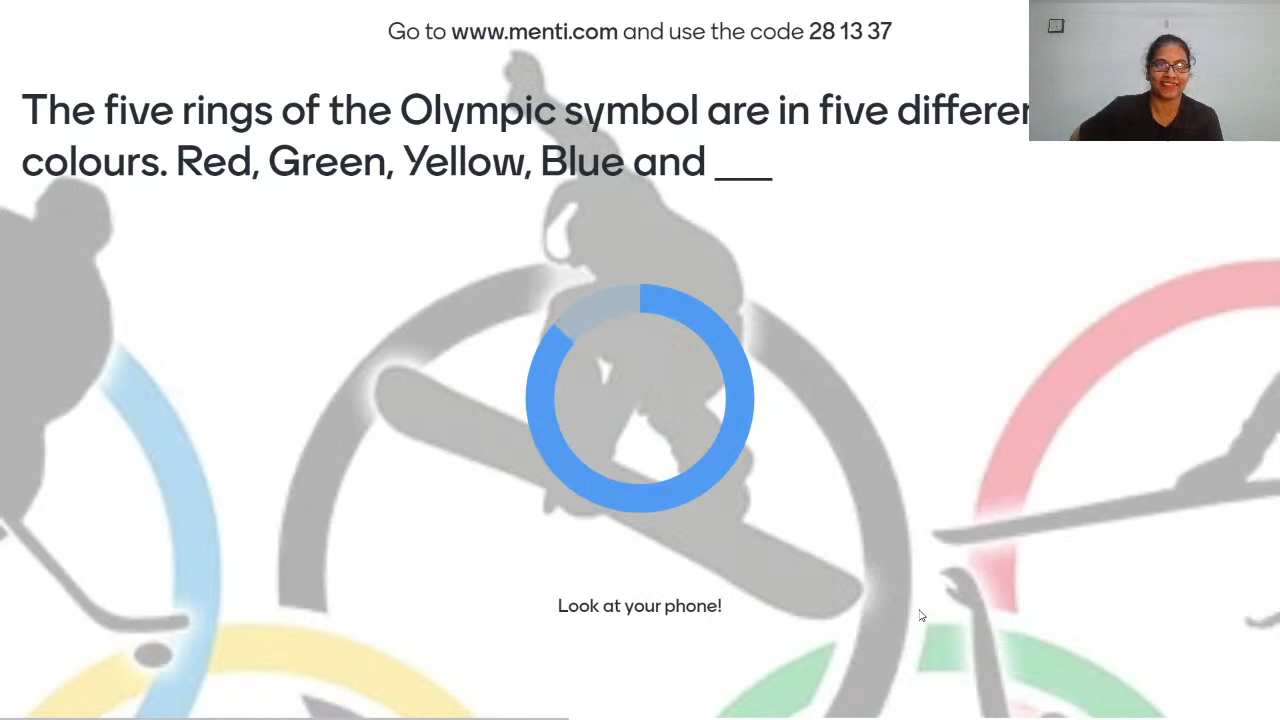 Go to www.menti.com and use the code 28 13 37
The five rings of the Olympic symbol are in five differen
colours. Red, Green, Yellow, Blue and ___
Look at your phone!